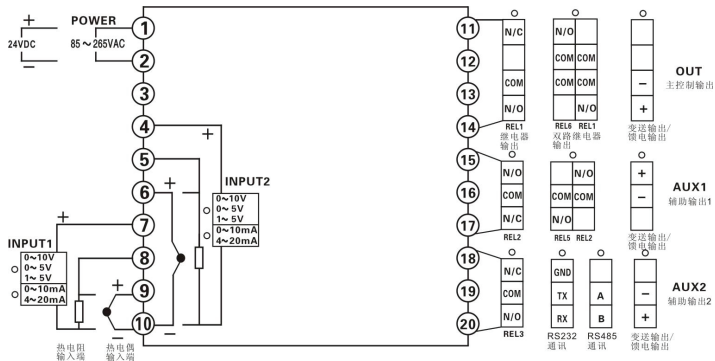 +
POWER
24VDC
85～265VAC
−
1
2
3
4
5
6
7
8
9
10
+
+
INPUT2
0~10V
0~ 5V
1~ 5V
0~10mA
4~20mA
−
+
INPUT1
0~10V
0~ 5V
1~ 5V
0~10mA
4~20mA
+
−
热电阻
输入端
热电偶
输入端
11
12
13
14
15
16
17
18
19
20
N/C
COM
N/O
REL1
继电器
输出
N/O
COM COM
COM COM
N/O
REL6 REL1
双路继电器
输出
−
+
变送输出/
馈电输出
OUT
主控制输出
N/O
COM
N/C
REL2
N/O
COM COM
N/O
REL5 REL2
+
−
变送输出/
馈电输出
AUX1
辅助输出1
N/C
COM
N/O
REL3
GND
TX
RX
RS232
通讯
A
B
RS485
通讯
−
+
变送输出/
馈电输出
AUX2
辅助输出2